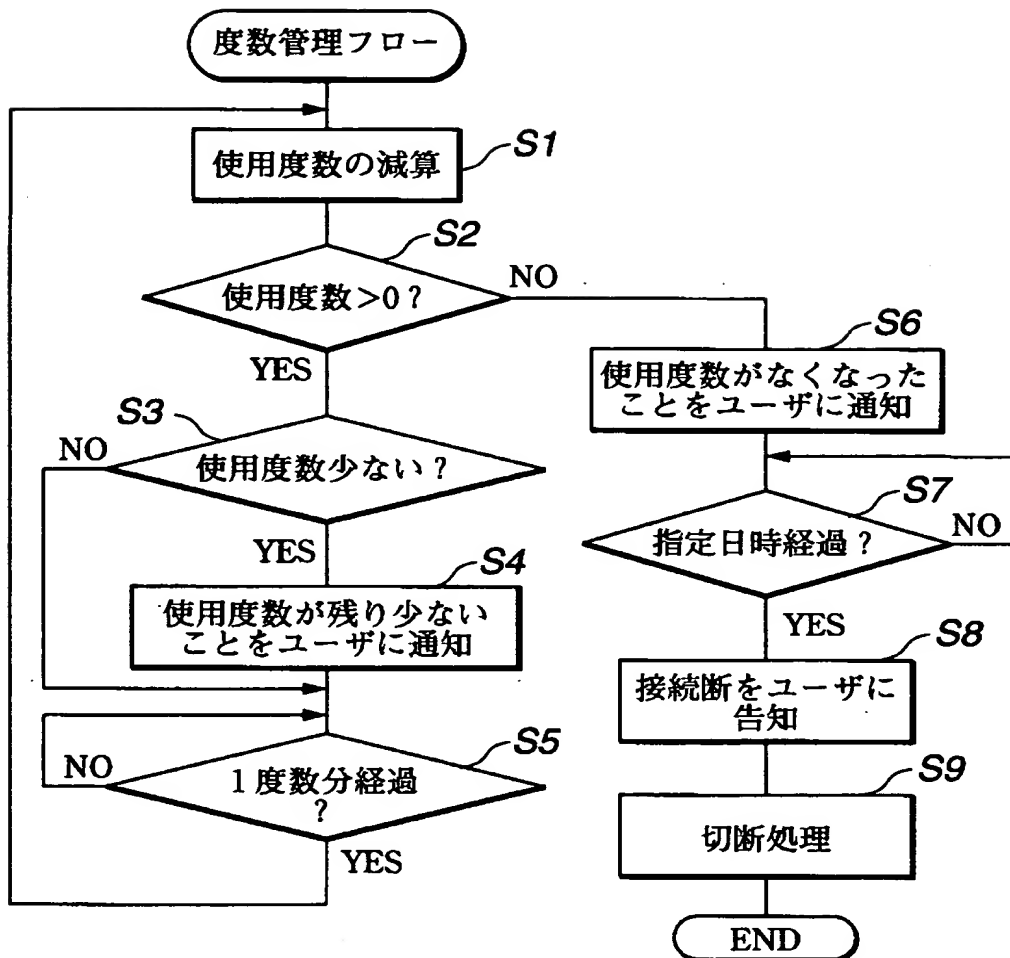 度数管理フロー
使用度数の減算
S1
使用度数>0?
S2
NO
YES
使用度数少ない?
S3
NO
YES
使用度数が残り少ない
ことをユーザに通知
S4
1度数分経過
?
S5
NO
YES
使用度数がなくなった
ことをユーザに通知
S6
指定日時経過?
S7
NO
YES
接続断をユーザに
告知
S8
切断処理
S9
END